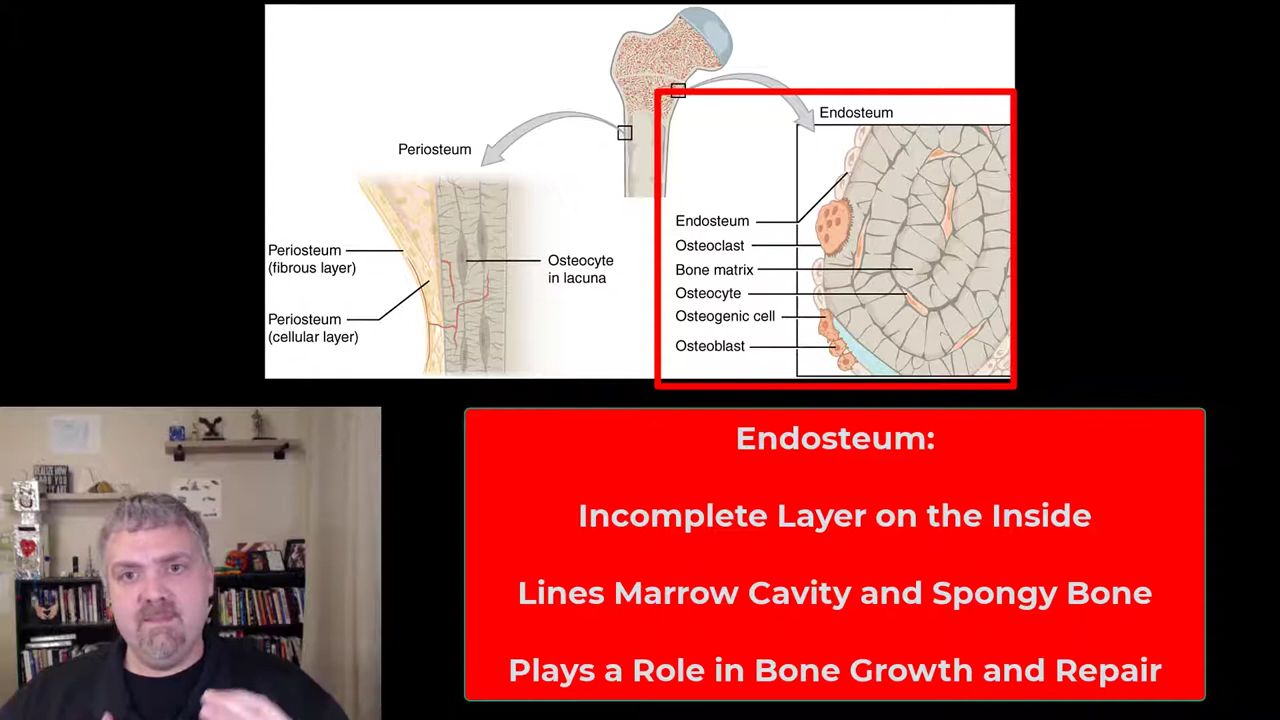 Endosteum
Periosteum
Periosteum
(fibrous layer)
Osteocyte
in lacuna
Periosteum
(cellular layer)
Endosteum
Osteoclast
Bone matrix
Osteocyte
Osteogenic cell
Osteoblast
REALIZE HOW
Endosteum:
Incomplete Layer on the Inside
Lines Marrow Cavity and Spongy Bone
Plays a Role in Bone Growth and Repair